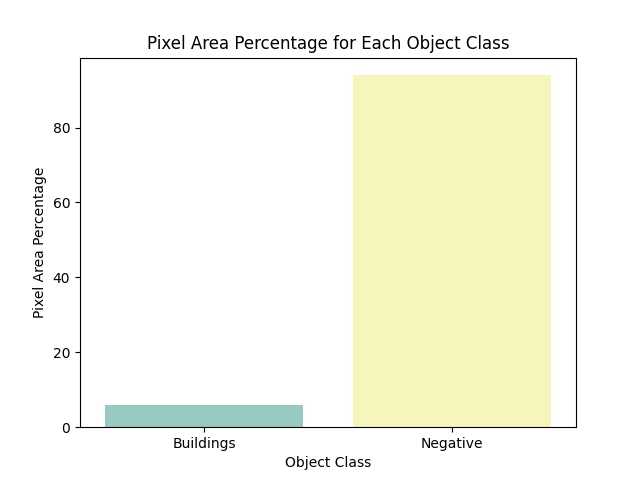 Pixel Area Percentage for Each Object Class
Pixel Area Percentage
80
60
40
20
0
Buildings
Negative
Object Class